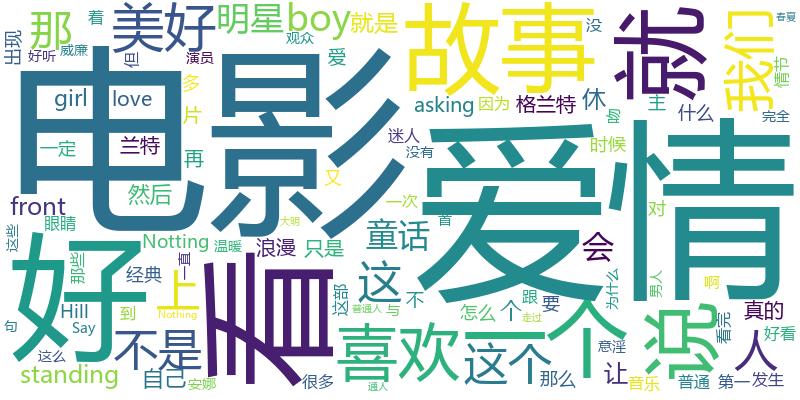 电影
爱情
故事
好
看
就
我们
美好
明星
boy
就是
那
着
出现
好听
威廉
但
演员
观众
爱
没
春夏
完全
情节
多
片
girl
love
asking
因为
格兰特
休
主
什么
吻
一定
兰特
再
迷人
没有
时候
然后
又
一次
对
front
眼睛
大明
首
这些
那些
Notting
温暖
浪漫
只是
童话
会
为什么
男人
啊
经典
一直
这
上
这部
不
怎么
个
跟
要
一个
说
看完
真的
好看
句
Hill
Say
到
Nothing
普通人
与
走过
不是
喜欢
这个
人
意淫
这么
standing
自己
安娜
很多
通人
那么
让
音乐
普通
第一
发生